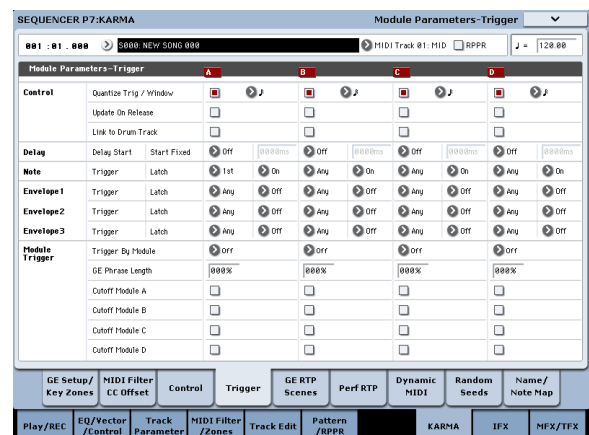 SEQUENCER P7:KARMA Module Parameters-Trigger
001 :01 . 000 S000: NEW SONG 000 MIDI Track 01: MID RPPR ♩ = 120.00
Module Parameters-Trigger A B C D
Control Quantize Trig / Window ♪ ♪ ♪ ♪
Update On Release
Link to Drum Track
Delay Delay Start Start Fixed Off 0000ms Off 0000ms Off 0000ms Off 0000ms
Note Trigger Latch 1st On Any On Any On Any On
Envelope1 Trigger Latch Any Off Any Off Any Off Any Off
Envelope2 Trigger Latch Any Off Any Off Any Off Any Off
Envelope3 Trigger Latch Any Off Any Off Any Off Any Off
Module Trigger Trigger By Module Off Off Off Off
GE Phrase Length 000% 000% 000% 000%
Cutoff Module A
Cutoff Module B
Cutoff Module C
Cutoff Module D
GE Setup/ Key Zones MIDI Filter CC Offset Control Trigger GE RTP Scenes Perf RTP Dynamic MIDI Random Seeds Name/ Note Map
Play/REC EQ/Vector /Control Track Parameter MIDI Filter /Zones Track Edit Pattern /RPPR KARMA IFX MFX/TFX